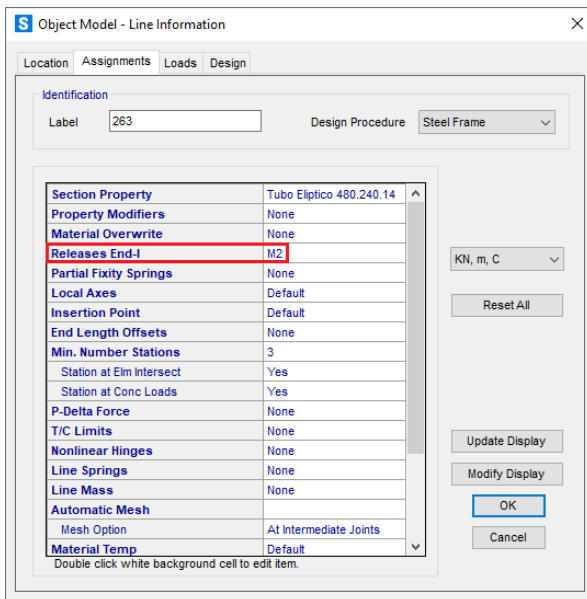 S Object Model - Line Information
Location Assignments Loads Design
Identification
Label 263 Design Procedure Steel Frame
Section Property Tubo Eliptico 480.240.14
Property Modifiers None
Material Overwrite None
Releases End-I M2
Partial Fixity Springs None
Local Axes Default
Insertion Point Default
End Length Offsets None
Min. Number Stations 3
Station at Elm Intersect Yes
Station at Conc Loads Yes
P-Delta Force None
T/C Limits None
Nonlinear Hinges None
Line Springs None
Line Mass None
Automatic Mesh
Mesh Option At Intermediate Joints
Material Temp Default
Double click white background cell to edit item.
KN, m, C
Reset All
Update Display
Modify Display
OK
Cancel